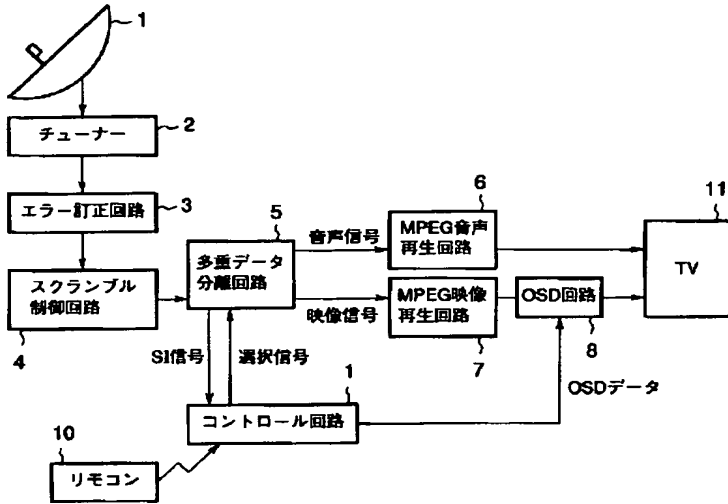 1
チューナー
2
エラー訂正回路
3
スクランブル
制御回路
4
多重データ
分離回路
5
音声信号
映像信号
MPEG音声
再生回路
6
MPEG映像
再生回路
7
OSD回路
8
TV
11
SI信号
選択信号
OSDデータ
コントロール回路
1
リモコン
10